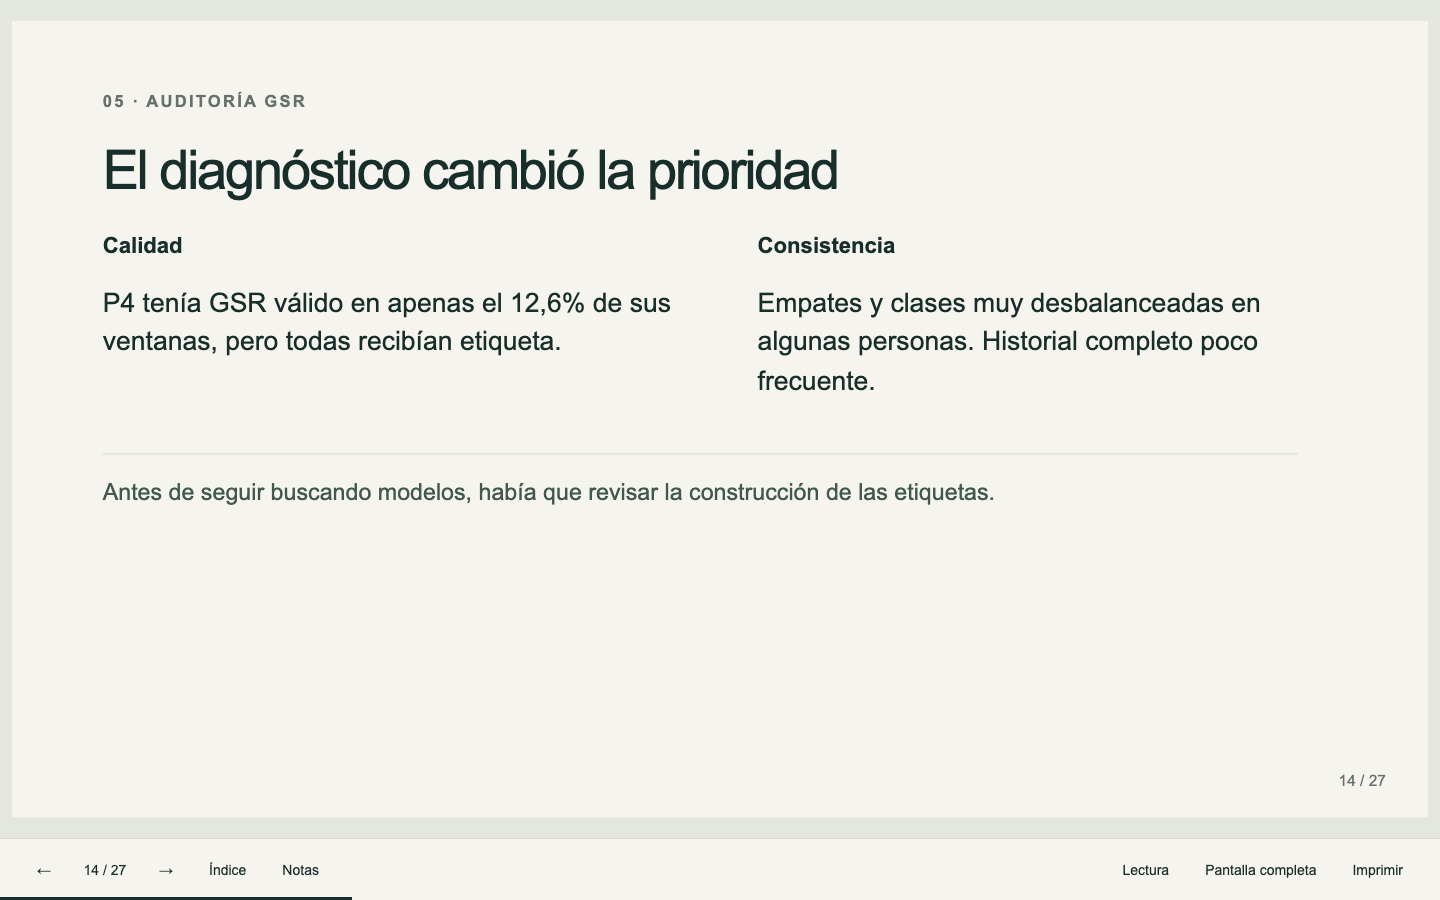 05 · AUDITORÍA GSR
El diagnóstico cambió la prioridad
Calidad
P4 tenía GSR válido en apenas el 12,6% de sus
ventanas, pero todas recibían etiqueta.
Consistencia
Empates y clases muy desbalanceadas en
algunas personas. Historial completo poco
frecuente.
Antes de seguir buscando modelos, había que revisar la construcción de las etiquetas.
14 / 27
← 14 / 27 → Índice Notas Lectura Pantalla completa Imprimir